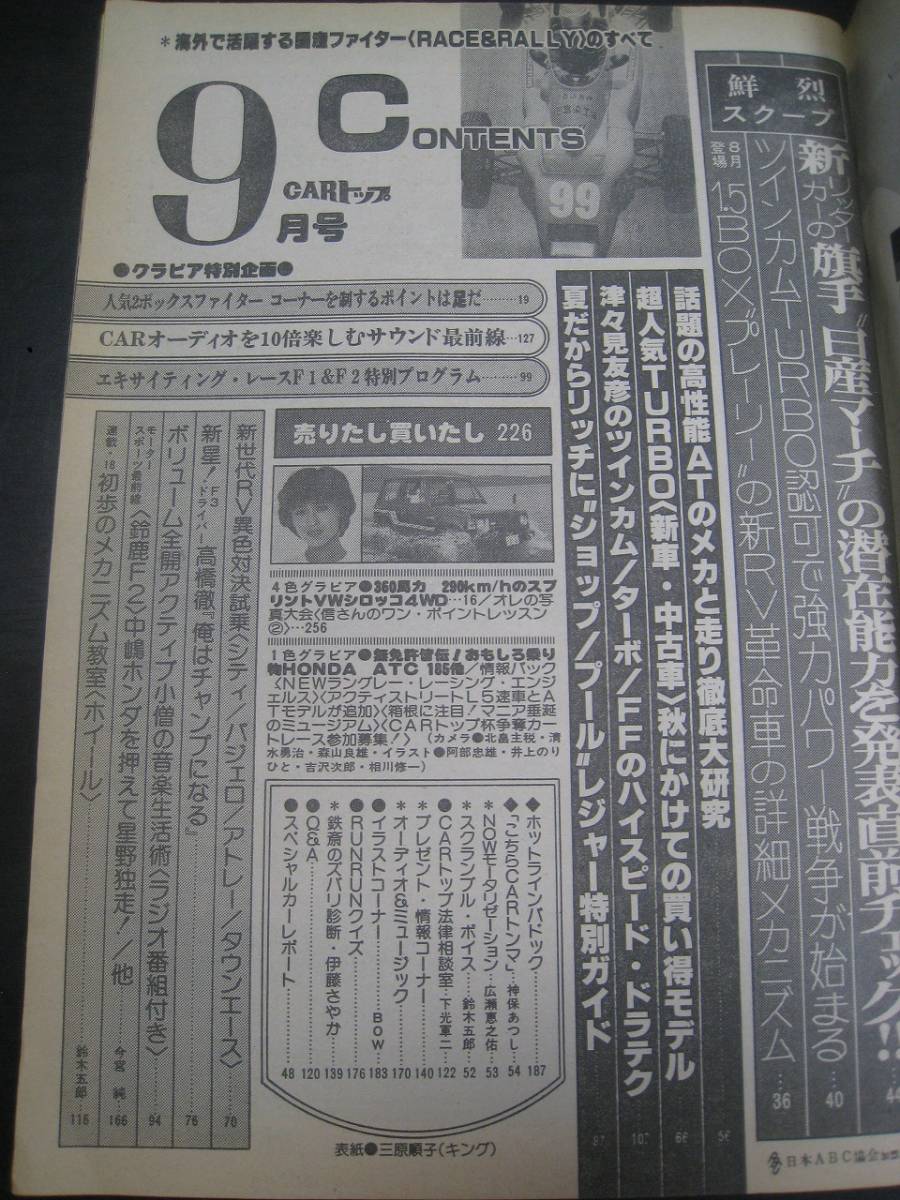 *海外で活躍する国産ファイター〈RACE&RALLY〉のすべて
9月号
CONTENTS
CARトップ
99
鮮烈スクープ
新リッターカーの旗手"日産マーチ"の潜在能力を発表直前チェック!!
44
ツインカムTURBO認可で強力パワー戦争が始まる
40
8月登場
1.5BOX"プレーリー"の新RV革命車の詳細メカニズム
36
話題の高性能ATのメカと走り徹底大研究
56
超人気TURBO〈新車・中古車〉秋にかけての買い得モデル
66
津々見友彦のツインカム/ターボ/FFのハイスピード・ドラテク
107
夏だからリッチに"ショップ/プール"レジャー特別ガイド
87
●グラビア特別企画●
人気2ボックスファイター コーナーを制するポイントは足だ……19
CARオーディオを10倍楽しむサウンド最前線…127
エキサイティング・レースF1&F2特別プログラム………99
売りたし買いたし 226
4色グラビア●360馬力 290km/hのスプ
リントVWシロッコ4WD…16/オレの写
真大会〈信さんのワン・ポイントレッスン
②〉…256
1色グラビア●無免許皆伝!おもしろ乗り
物HONDA ATC 185他/情報パック
〈NEWラングレー・レーシング・エンジ
ェルス〉〈アクティストリートL5速車とA
Tモデルが追加〉〈箱根に注目!マニア垂涎
のミュージアム〉〈CARトップ杯争奪カー
トレース参加募集!〉(カメラ●北畠主税・清
水勇治・森山良雄・イラスト●阿部忠雄・井上のり
ひと・吉沢次郎・相川修一)
新世代RV異色対決試乗〈シティ/パジェロ/アトレー/タウンエース〉
70
新星!F3ドライバー高橋徹『俺はチャンプになる』
76
ボリューム全開アクティブ小僧の音楽生活術〈ラジオ番組付き〉
94
モータースポーツ最前線〈鈴鹿F2〉中嶋ホンダを押えて星野独走!/他
今宮 純
166
連載・18 初歩のメカニズム教室〈ホイール〉
鈴木五郎
116
◆ホットラインパドック 187
◆「こちらCARトンマ」…神保あつし 54
*NOWモータリゼーション…広瀬恵之佑 53
*スクランブル・ボイス……鈴木五郎 52
●CARトップ法律相談室…下光軍二 122
*プレゼント・情報コーナー 140
*オーディオ&ミュージック 170
●イラストコーナー……BOW 183
●RUNRUNクイズ 176
*鉄斎のズバリ診断・伊藤さやか 139
●Q&A 120
●スペシャルカーレポート 48
表紙●三原順子(キング)
日本ABC協会